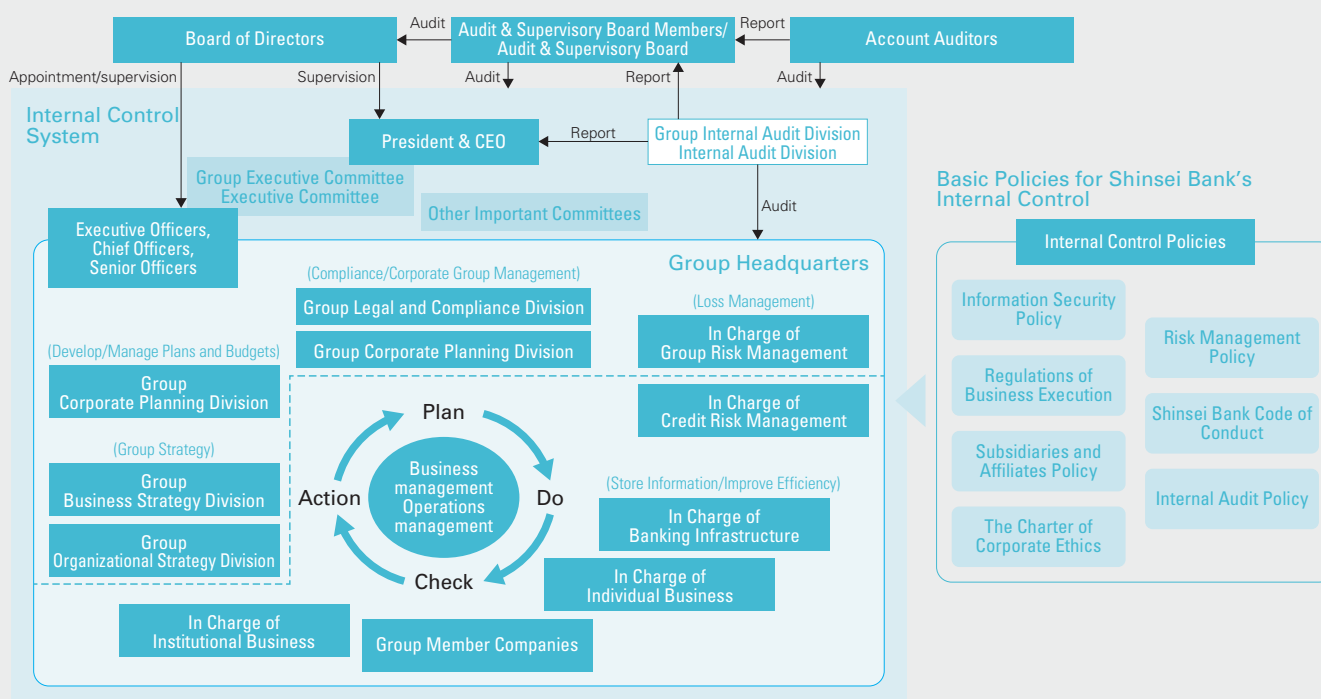 Board of Directors
Audit
Audit & Supervisory Board Members/
Audit & Supervisory Board
Report
Account Auditors
Appointment/supervision
Supervision
Audit
Report
Audit
Internal Control
System
President & CEO
Report
Group Internal Audit Division
Internal Audit Division
Group Executive Committee
Executive Committee
Other Important Committees
Audit
Executive Officers,
Chief Officers,
Senior Officers
Group Headquarters
(Compliance/Corporate Group Management)
Group Legal and Compliance Division
Group Corporate Planning Division
(Loss Management)
In Charge of
Group Risk Management
In Charge of
Credit Risk Management
(Develop/Manage Plans and Budgets)
Group
Corporate Planning Division
(Group Strategy)
Group
Business Strategy Division
Group
Organizational Strategy Division
Plan
Do
Check
Action
Business
management
Operations
management
(Store Information/Improve Efficiency)
In Charge of
Banking Infrastructure
In Charge of
Individual Business
In Charge of
Institutional Business
Group Member Companies
Basic Policies for Shinsei Bank's
Internal Control
Internal Control Policies
Information Security
Policy
Regulations of
Business Execution
Subsidiaries and
Affiliates Policy
The Charter of
Corporate Ethics
Risk Management
Policy
Shinsei Bank Code of
Conduct
Internal Audit Policy